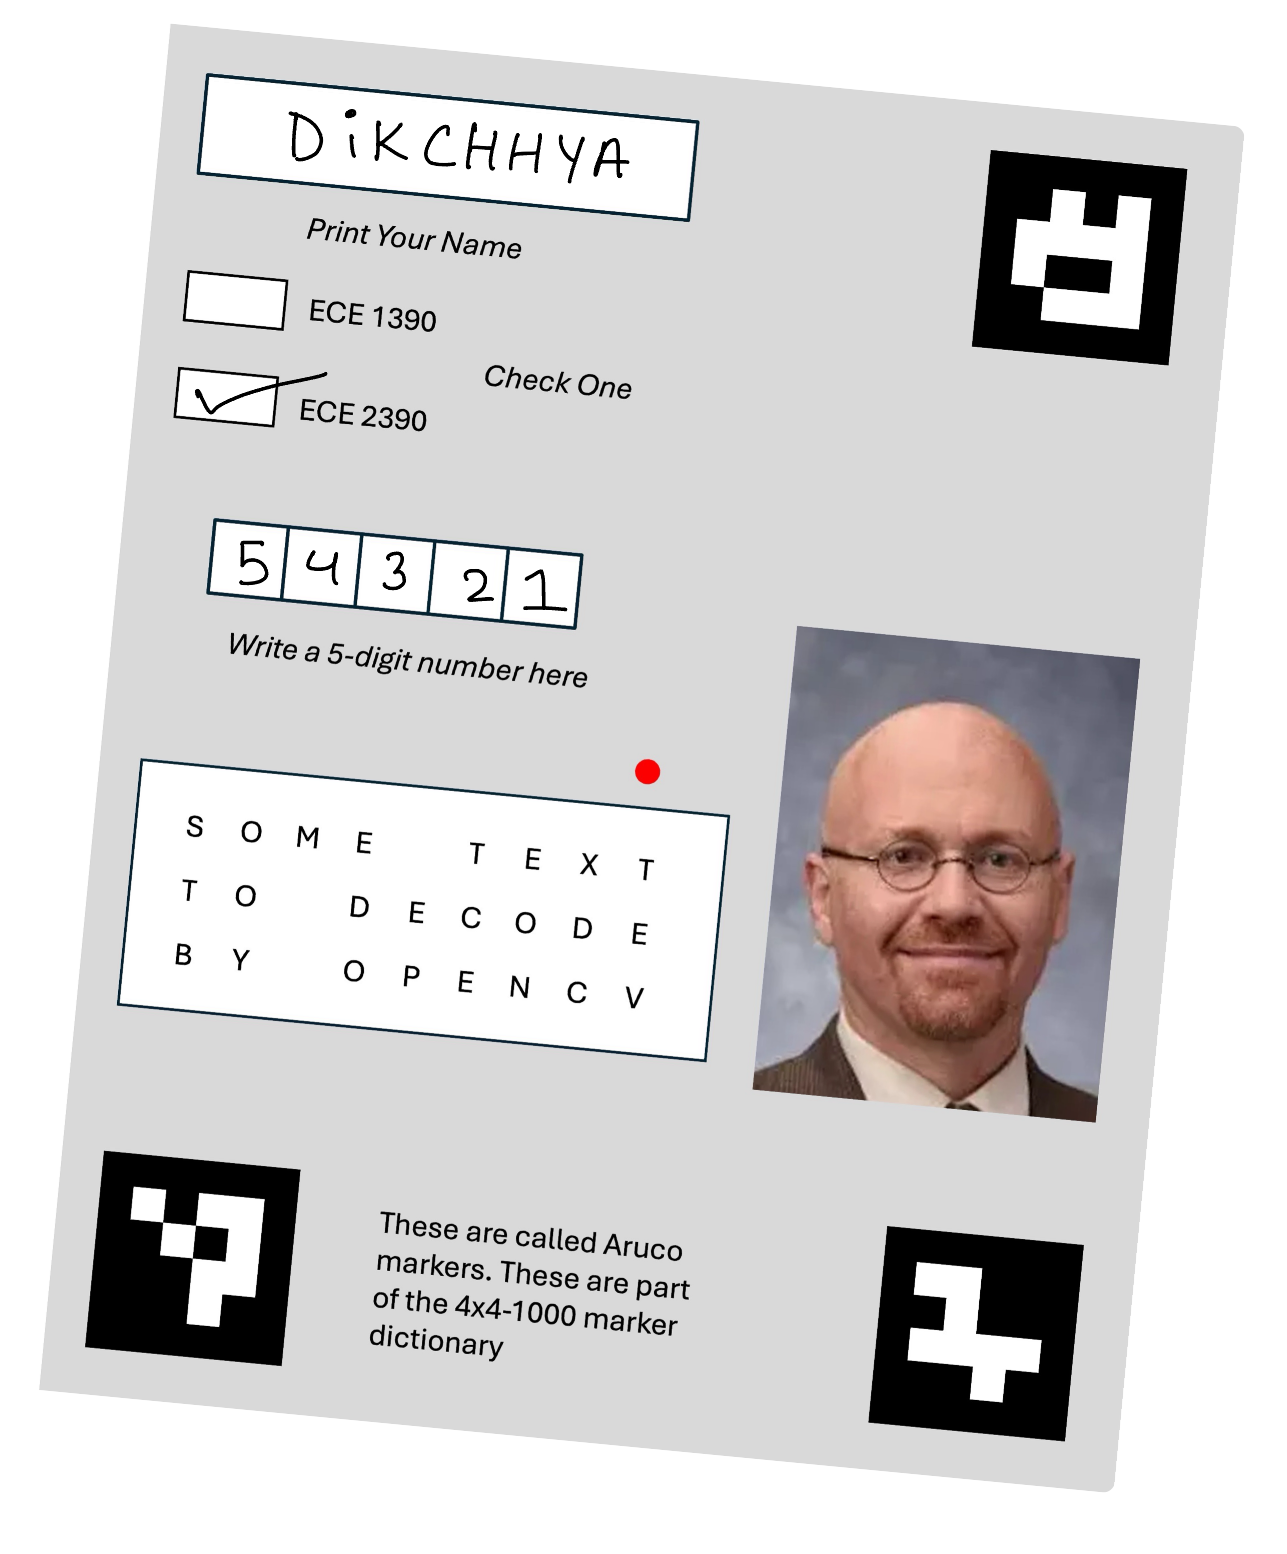 DiKCHHYA
Print Your Name
ECE 1390
Check One
ECE 2390
5 4 3 2 1
Write a 5-digit number here
S O M E T E X T
T O D E C O D E
B Y O P E N C V
These are called Aruco
markers. These are part
of the 4x4-1000 marker
dictionary